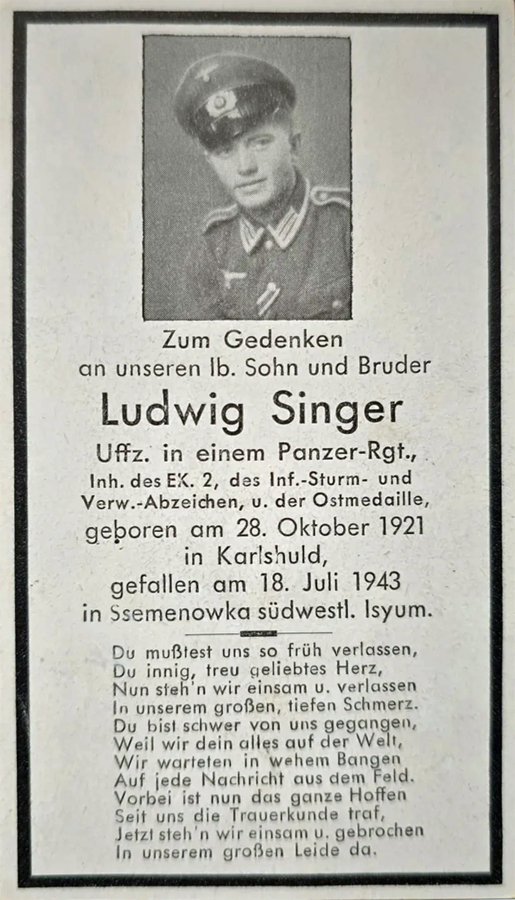 Zum Gedenken
an unseren lb. Sohn und Bruder
Ludwig Singer
Uffz. in einem Panzer-Rgt.,
Inh. des EK. 2, des Inf.-Sturm- und
Verw.-Abzeichen, u. der Ostmedaille,
geboren am 28. Oktober 1921
in Karlshuld,
gefallen am 18. Juli 1943
in Ssemenowka südwestl. Isyum.
Du mußtest uns so früh verlassen,
Du innig, treu geliebtes Herz,
Nun steh'n wir einsam u. verlassen
In unserem großen, tiefen Schmerz.
Du bist schwer von uns gegangen,
Weil wir dein alles auf der Welt,
Wir warteten in wehem Bangen
Auf jede Nachricht aus dem Feld.
Vorbei ist nun das ganze Hoffen
Seit uns die Trauerkunde traf,
Jetzt steh'n wir einsam u. gebrochen
In unserem großen Leide da.